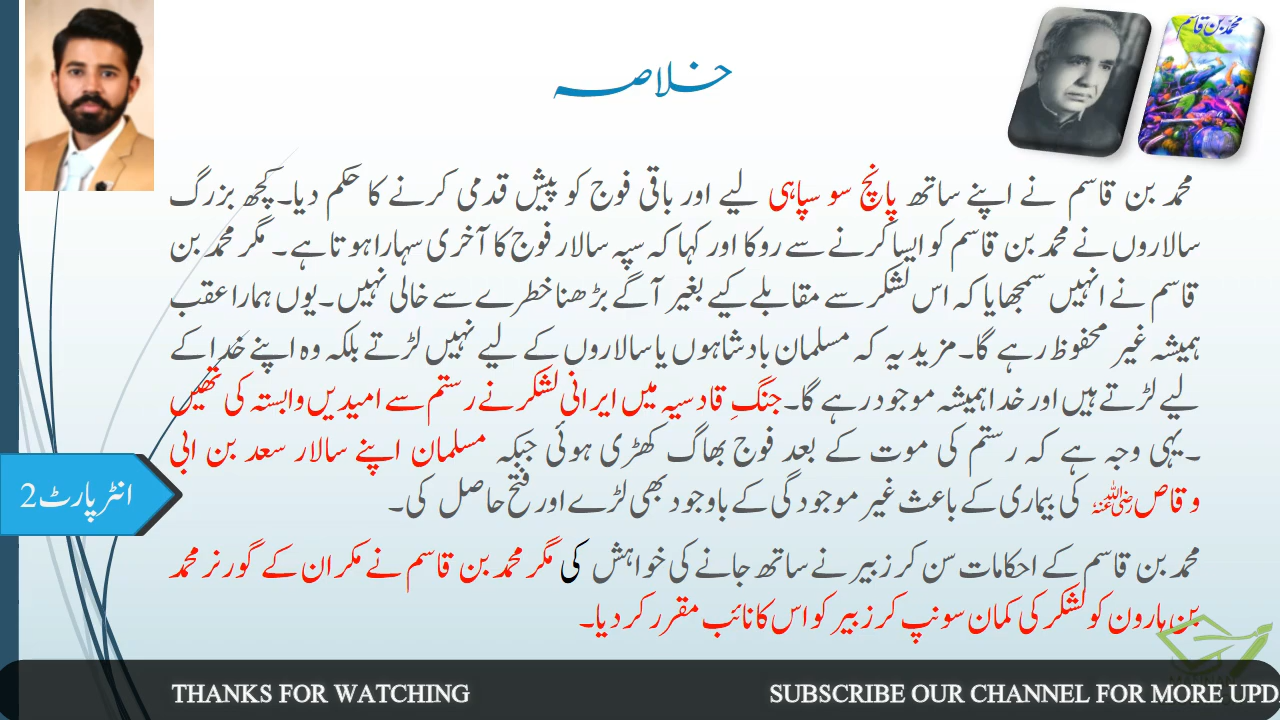 محمد بن قاسم
خلاصہ
محمد بن قاسم نے اپنے ساتھ پانچ سو سپاہی لیے اور باقی فوج کو پیش قدمی کرنے کا حکم دیا۔ کچھ بزرگ
سالاروں نے محمد بن قاسم کو ایسا کرنے سے روکا اور کہا کہ سپہ سالار فوج کا آخری سہارا ہوتا ہے۔ مگر محمد بن
قاسم نے انہیں سمجھایا کہ اس لشکر سے مقابلے کیے بغیر آگے بڑھنا خطرے سے خالی نہیں۔ یوں ہمارا عقب
ہمیشہ غیر محفوظ رہے گا۔ مزید یہ کہ مسلمان بادشاہوں یا سالاروں کے لیے نہیں لڑتے بلکہ وہ اپنے خدا کے
لیے لڑتے ہیں اور خدا ہمیشہ موجود رہے گا۔ جنگِ قادسیہ میں ایرانی لشکر نے رستم سے امیدیں وابستہ کی تھیں
۔ یہی وجہ ہے کہ رستم کی موت کے بعد فوج بھاگ کھڑی ہوئی جبکہ مسلمان اپنے سالار سعد بن ابی
وقاص رضی اللہ عنہ کی بیماری کے باعث غیر موجودگی کے باوجود بھی لڑے اور فتح حاصل کی۔
محمد بن قاسم کے احکامات سن کر زبیر نے ساتھ جانے کی خواہش کی مگر محمد بن قاسم نے مکران کے گورنر محمد
بن ہارون کو لشکر کی کمان سونپ کر زبیر کو اس کا نائب مقرر کر دیا۔
انٹر پارٹ 2
THANKS FOR WATCHING
SUBSCRIBE OUR CHANNEL FOR MORE UPD